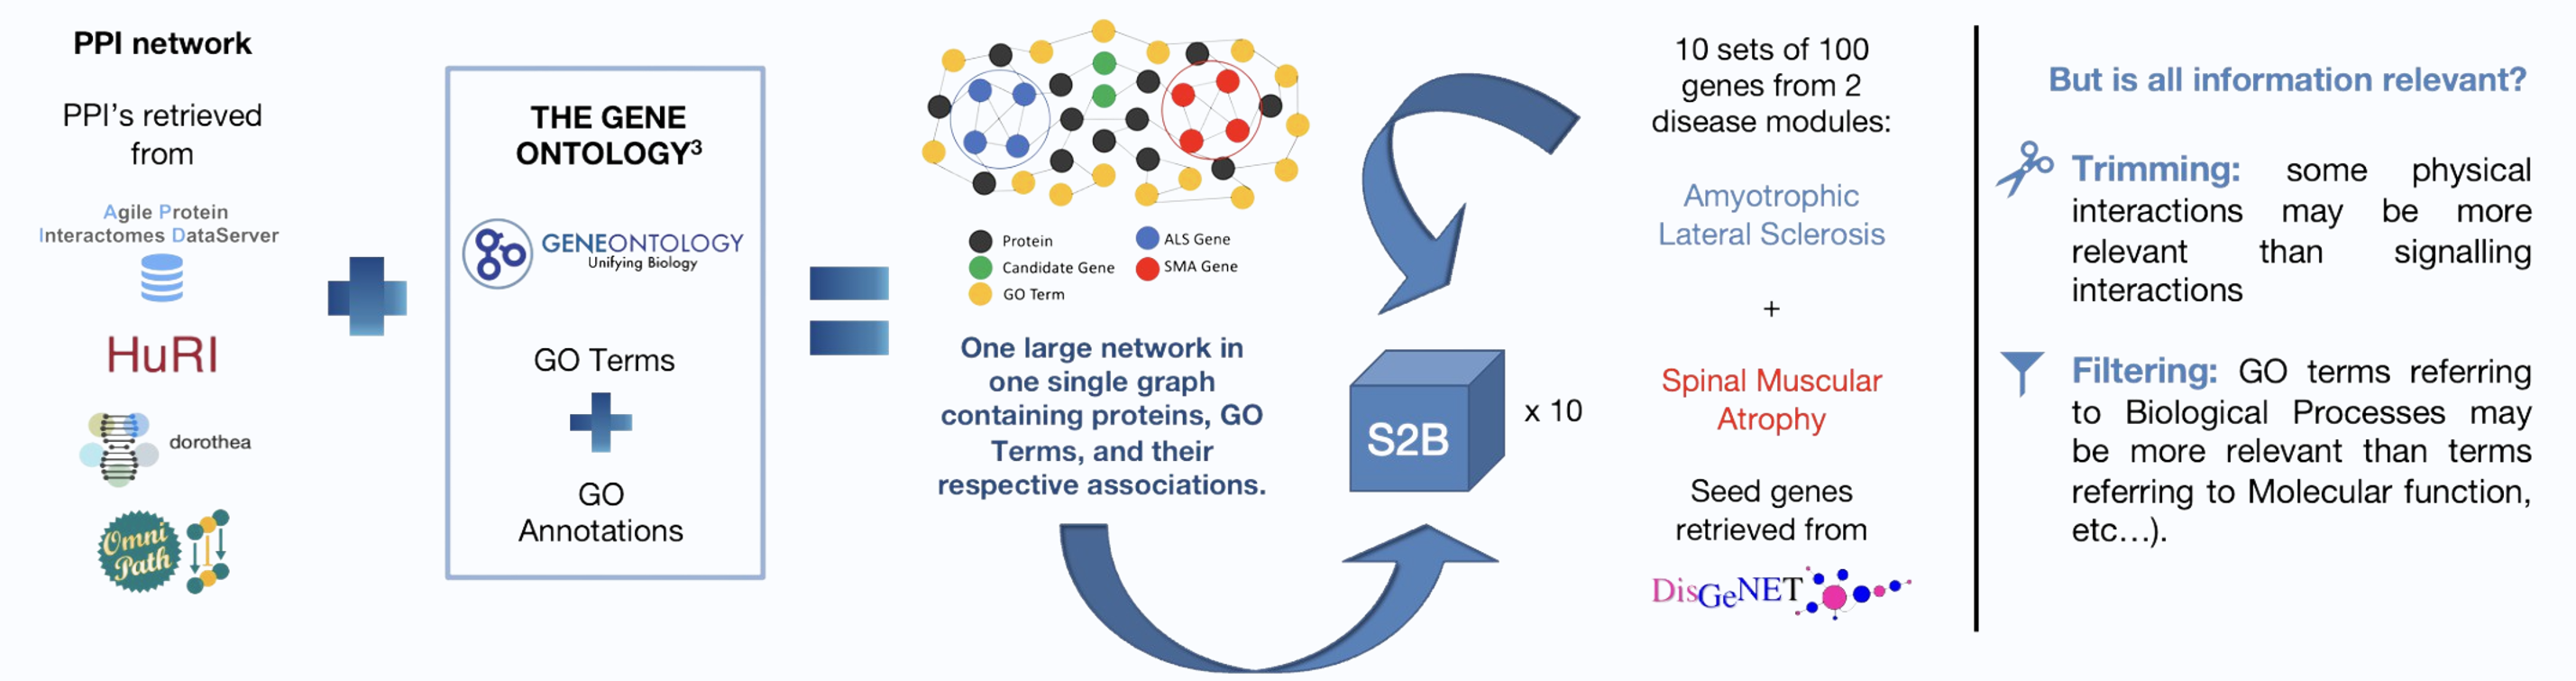 PPI network
PPI's retrieved
from
Agile Protein
Interactomes DataServer
HuRI
dorothea
Omni
Path
THE GENE
ONTOLOGY³
GENEONTOLOGY
Unifying Biology
GO Terms
GO
Annotations
Protein
Candidate Gene
GO Term
ALS Gene
SMA Gene
One large network in
one single graph
containing proteins, GO
Terms, and their
respective associations.
S2B
x 10
10 sets of 100
genes from 2
disease modules:
Amyotrophic
Lateral Sclerosis
+
Spinal Muscular
Atrophy
Seed genes
retrieved from
DisGeNET
But is all information relevant?
Trimming: some physical
interactions may be more
relevant than signalling
interactions
Filtering: GO terms referring
to Biological Processes may
be more relevant than terms
referring to Molecular function,
etc...).